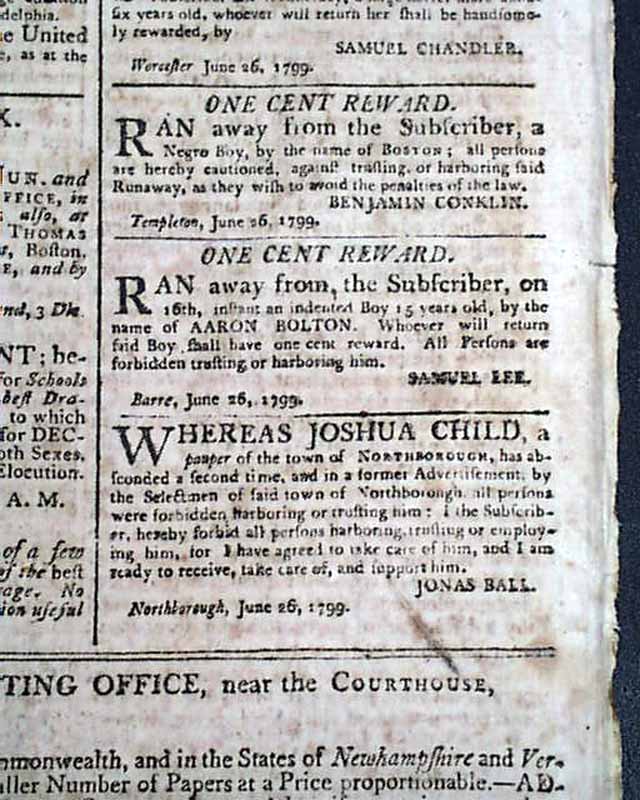 delphia.
e United
, as at the
X.
UN. and
FFICE, in
also, at
THOMAS
, Boston,
E, and by
nd, 3 Dls.
NT; be-
for Schools
best Dra-
to which
for DEC-
oth Sexes,
Elocution.
A. M.
of a few
of the best
rage. No
ion uſeful
ſix years old, whoever will return her ſhall be handſome-
ly rewarded, by
SAMUEL CHANDLER.
Worceſter June 26, 1799.
ONE CENT REWARD.
RAN away from the Subſcriber, a
Negro Boy, by the name of BOSTON; all perſons
are hereby cautioned, againſt truſting, or harboring ſaid
Runaway, as they wiſh to avoid the penalties of the law.
BENJAMIN CONKLIN.
Templeton, June 26, 1799.
ONE CENT REWARD.
RAN away from, the Subſcriber, on
16th, inſtant an indented Boy 15 years old, by the
name of AARON BOLTON. Whoever will return
ſaid Boy ſhall have one cent reward. All Perſons are
forbidden truſting or harboring him.
SAMUEL LEE.
Barre, June 26, 1799.
WHEREAS JOSHUA CHILD, a
pauper of the town of NORTHBOROUGH, has ab-
ſconded a second time, and in a former Advertiſement, by
the Selectmen of ſaid town of Northborough, all perſons
were forbidden harboring or truſting him: I the Subſcrib-
er, hereby forbid all perſons harboring, truſting or employ-
ing him, for I have agreed to take care of him, and I am
ready to receive, take care of, and ſupport him.
JONAS BALL.
Northborough, June 26, 1799.
TING OFFICE, near the COURTHOUSE,
mmonwealth, and in the States of Newhampſhire and Ver-
aller Number of Papers at a Price proportionable.—AD-